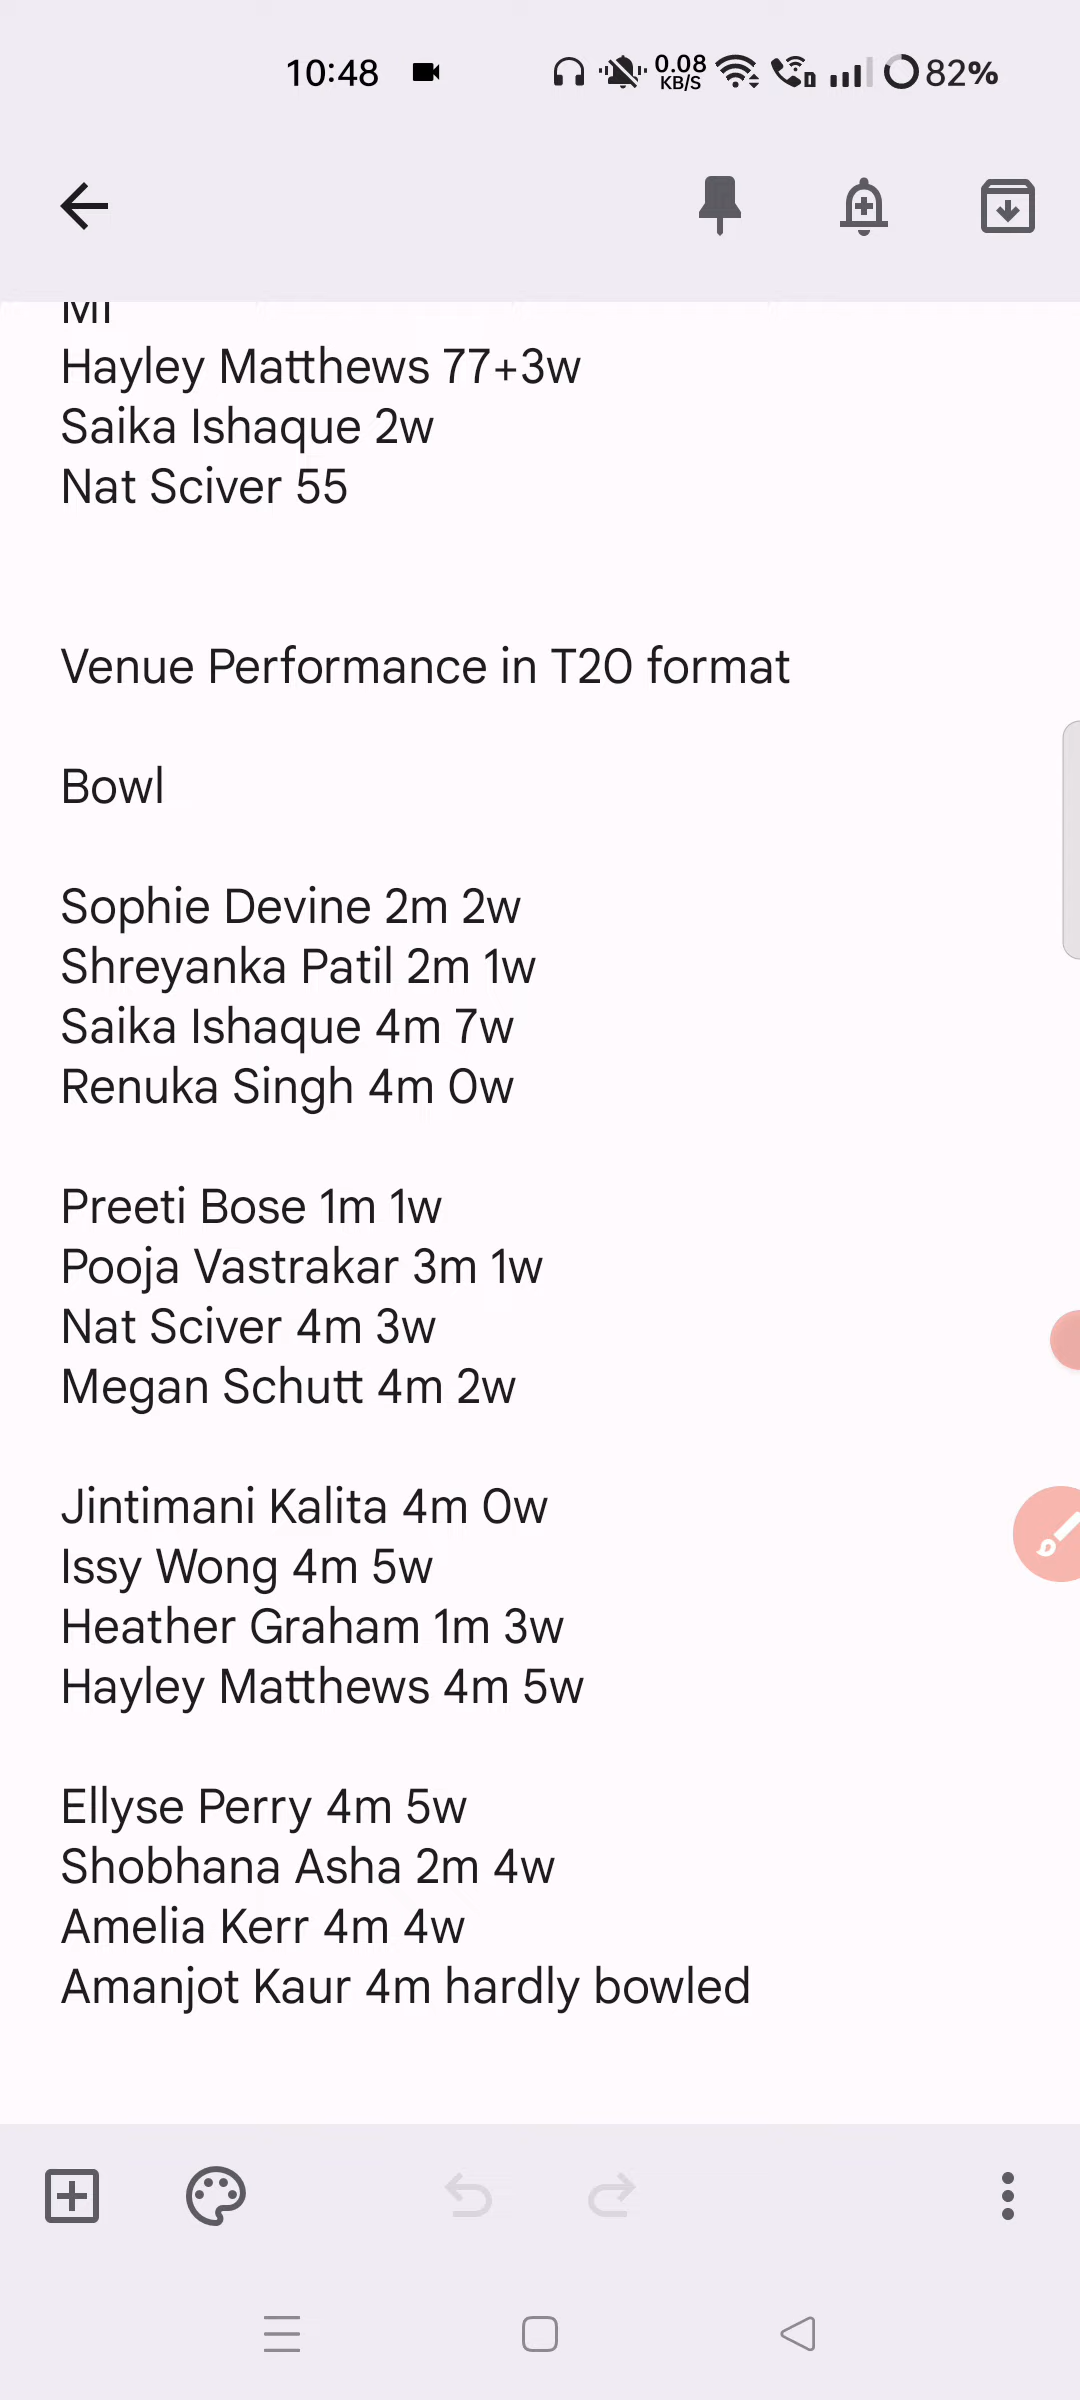 10:48
0.08
KB/S
82%
MI
Hayley Matthews 77+3w
Saika Ishaque 2w
Nat Sciver 55
Venue Performance in T20 format
Bowl
Sophie Devine 2m 2w
Shreyanka Patil 2m 1w
Saika Ishaque 4m 7w
Renuka Singh 4m 0w
Preeti Bose 1m 1w
Pooja Vastrakar 3m 1w
Nat Sciver 4m 3w
Megan Schutt 4m 2w
Jintimani Kalita 4m 0w
Issy Wong 4m 5w
Heather Graham 1m 3w
Hayley Matthews 4m 5w
Ellyse Perry 4m 5w
Shobhana Asha 2m 4w
Amelia Kerr 4m 4w
Amanjot Kaur 4m hardly bowled